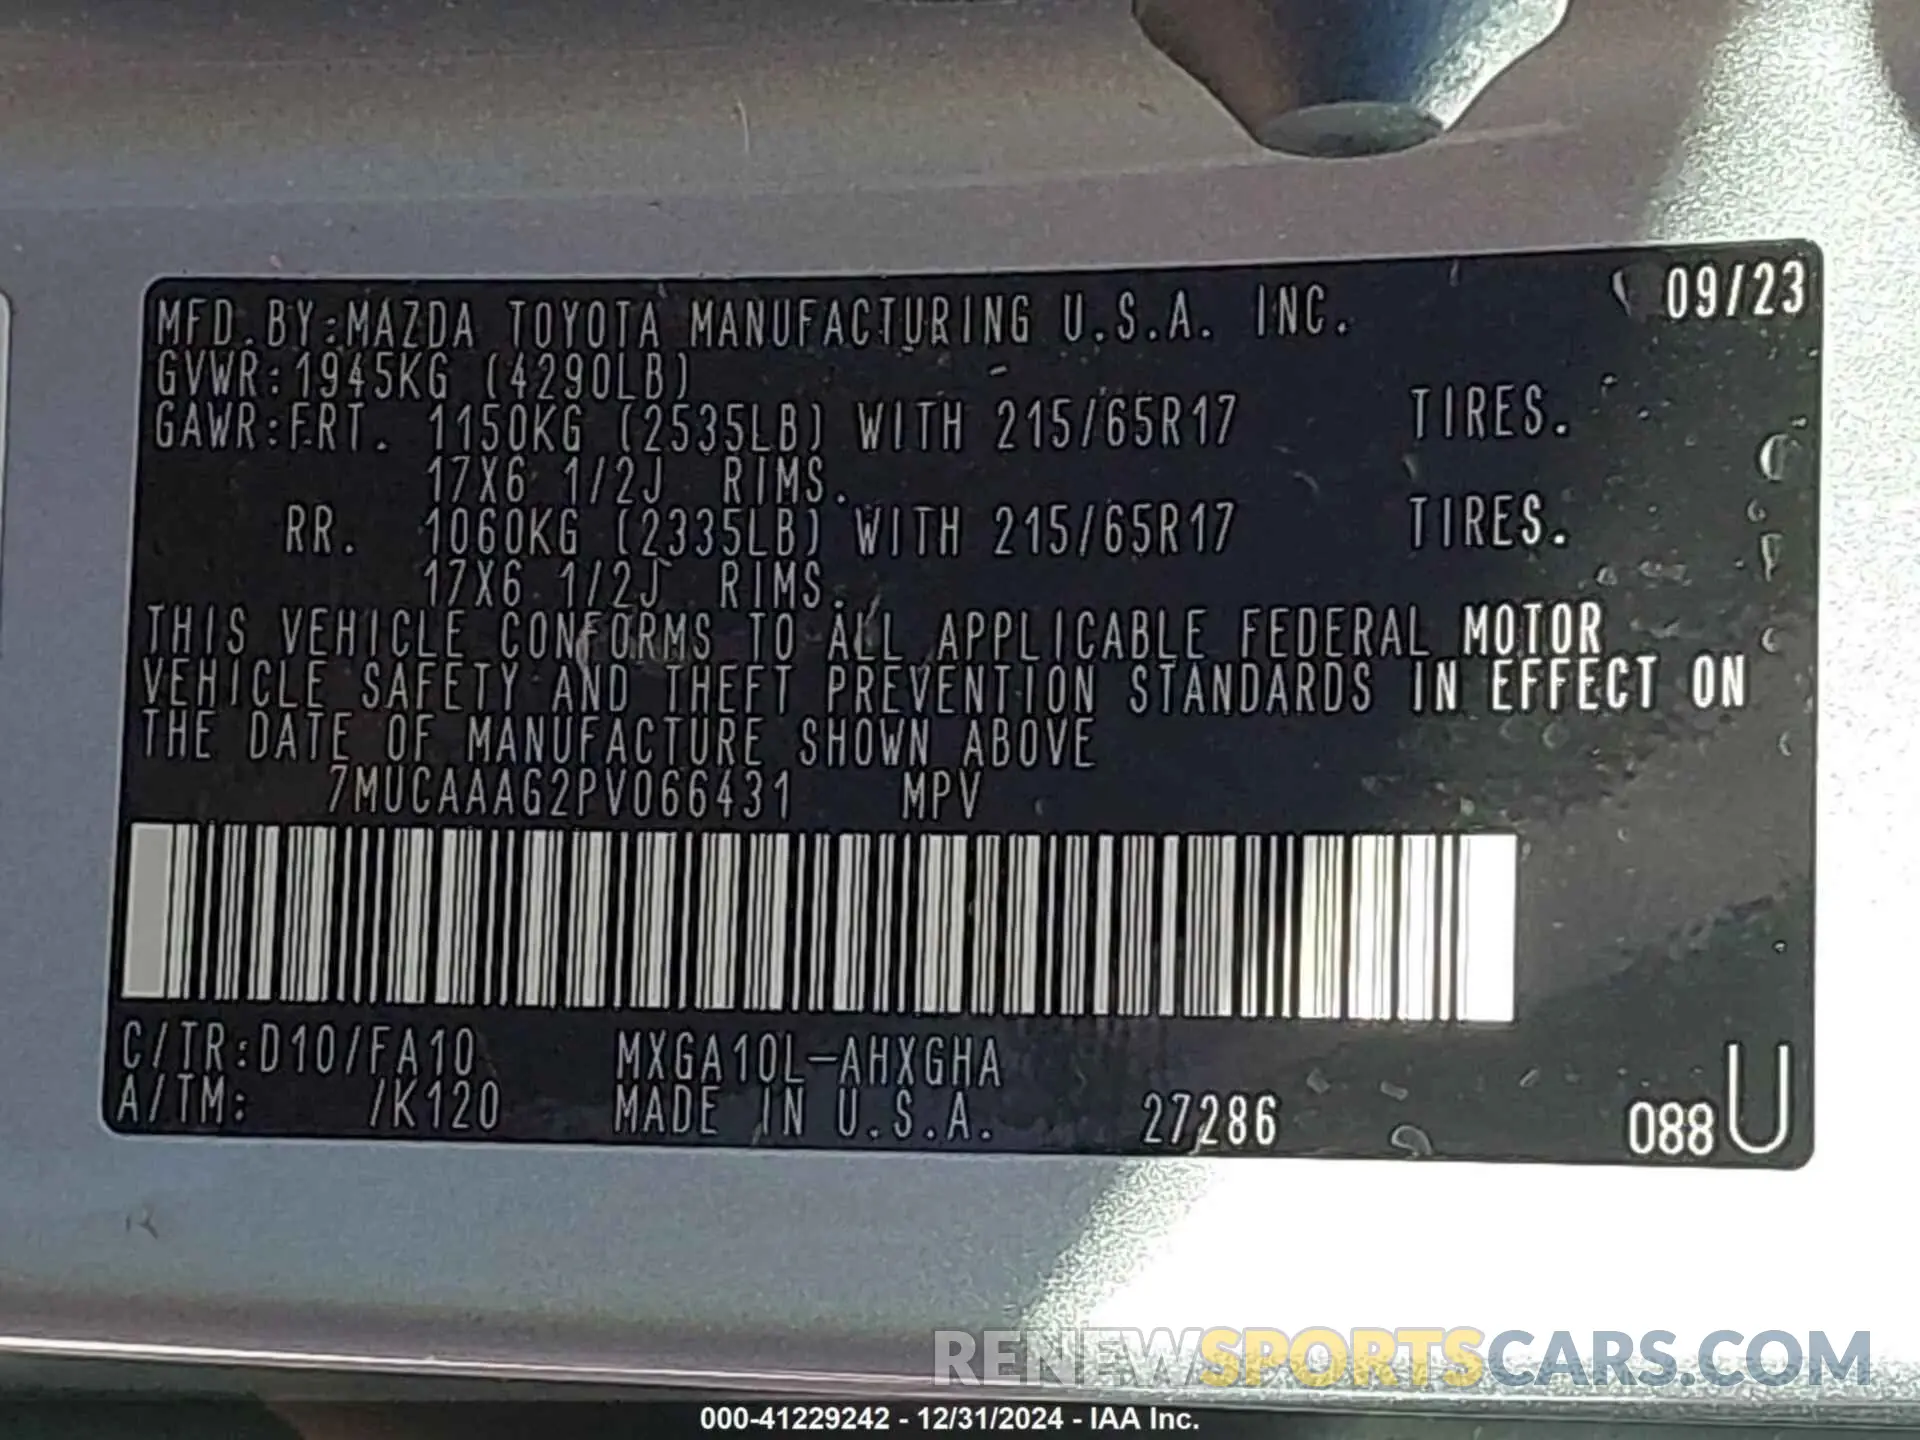 MFD.BY:MAZDA TOYOTA MANUFACTURING U.S.A. INC. 09/23
GVWR:1945KG (4290LB)
GAWR:FRT. 1150KG (2535LB) WITH 215/65R17 TIRES.
17X6 1/2J RIMS.
RR. 1060KG (2335LB) WITH 215/65R17 TIRES.
17X6 1/2J RIMS.
THIS VEHICLE CONFORMS TO ALL APPLICABLE FEDERAL MOTOR
VEHICLE SAFETY AND THEFT PREVENTION STANDARDS IN EFFECT ON
THE DATE OF MANUFACTURE SHOWN ABOVE
7MUCAAAG2PV066431 MPV
C/TR:D10/FA10 MXGA10L-AHXGHA
A/TM: /K120 MADE IN U.S.A. 27286 088 U
RENEWSPORTSCARS.COM
000-41229242 - 12/31/2024 - IAA Inc.